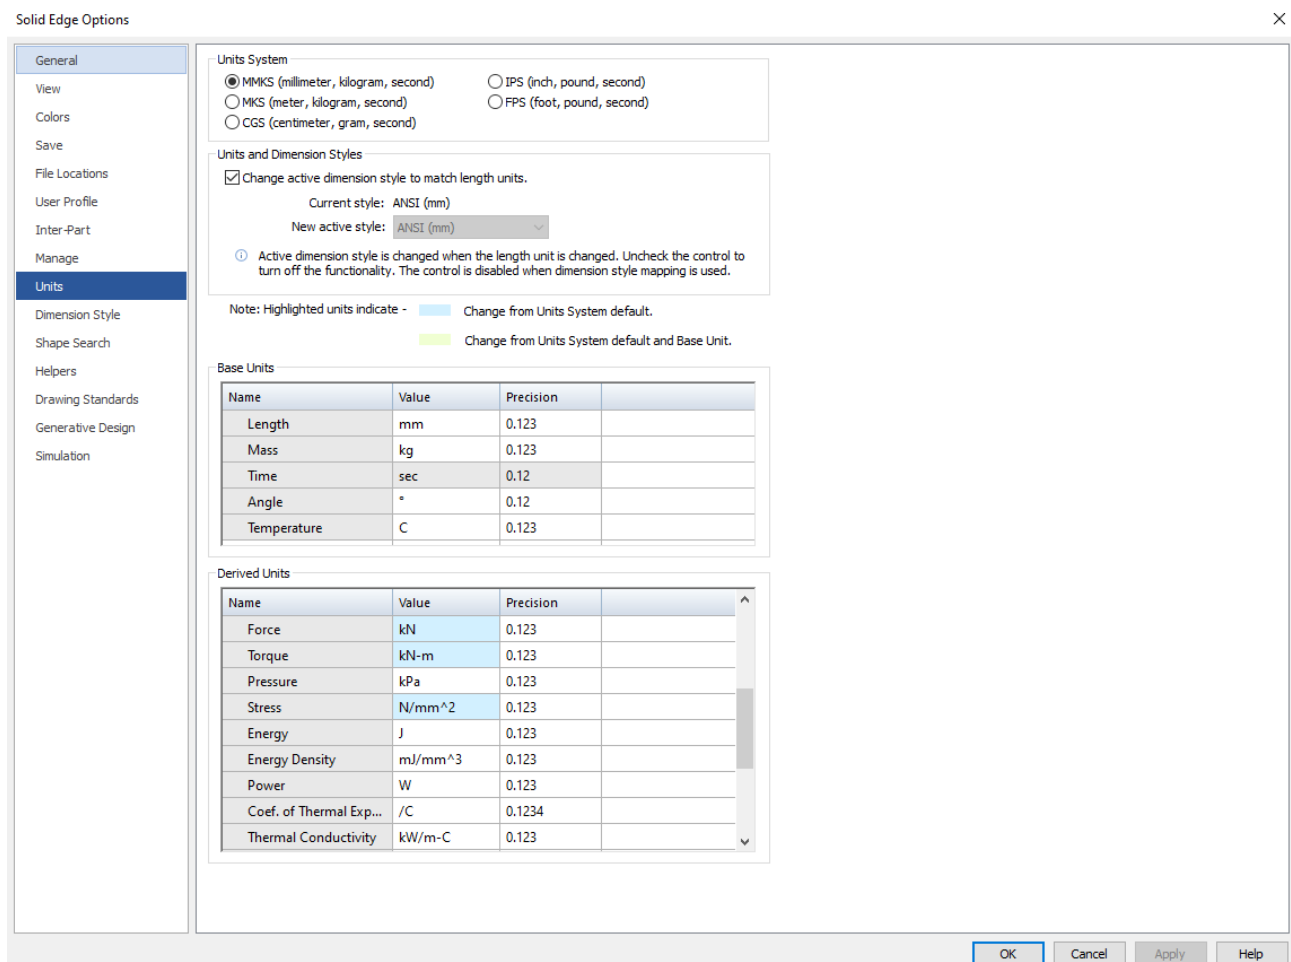 Solid Edge Options
General
View
Colors
Save
File Locations
User Profile
Inter-Part
Manage
Units
Dimension Style
Shape Search
Helpers
Drawing Standards
Generative Design
Simulation
Units System
MMKS (millimeter, kilogram, second)
IPS (inch, pound, second)
MKS (meter, kilogram, second)
FPS (foot, pound, second)
CGS (centimeter, gram, second)
Units and Dimension Styles
Change active dimension style to match length units.
Current style: ANSI (mm)
New active style: ANSI (mm)
Active dimension style is changed when the length unit is changed. Uncheck the control to
turn off the functionality. The control is disabled when dimension style mapping is used.
Note: Highlighted units indicate - Change from Units System default.
Change from Units System default and Base Unit.
Base Units
Name Value Precision
Length mm 0.123
Mass kg 0.123
Time sec 0.12
Angle ° 0.12
Temperature C 0.123
Derived Units
Name Value Precision
Force kN 0.123
Torque kN-m 0.123
Pressure kPa 0.123
Stress N/mm^2 0.123
Energy J 0.123
Energy Density mJ/mm^3 0.123
Power W 0.123
Coef. of Thermal Exp... /C 0.1234
Thermal Conductivity kW/m-C 0.123
OK Cancel Apply Help